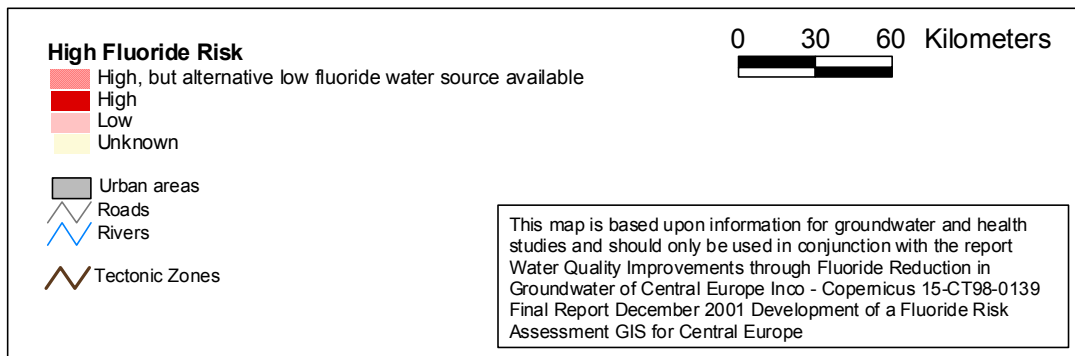 High Fluoride Risk
High, but alternative low fluoride water source available
High
Low
Unknown
Urban areas
Roads
Rivers
Tectonic Zones
0 30 60 Kilometers
This map is based upon information for groundwater and health
studies and should only be used in conjunction with the report
Water Quality Improvements through Fluoride Reduction in
Groundwater of Central Europe Inco - Copernicus 15-CT98-0139
Final Report December 2001 Development of a Fluoride Risk
Assessment GIS for Central Europe